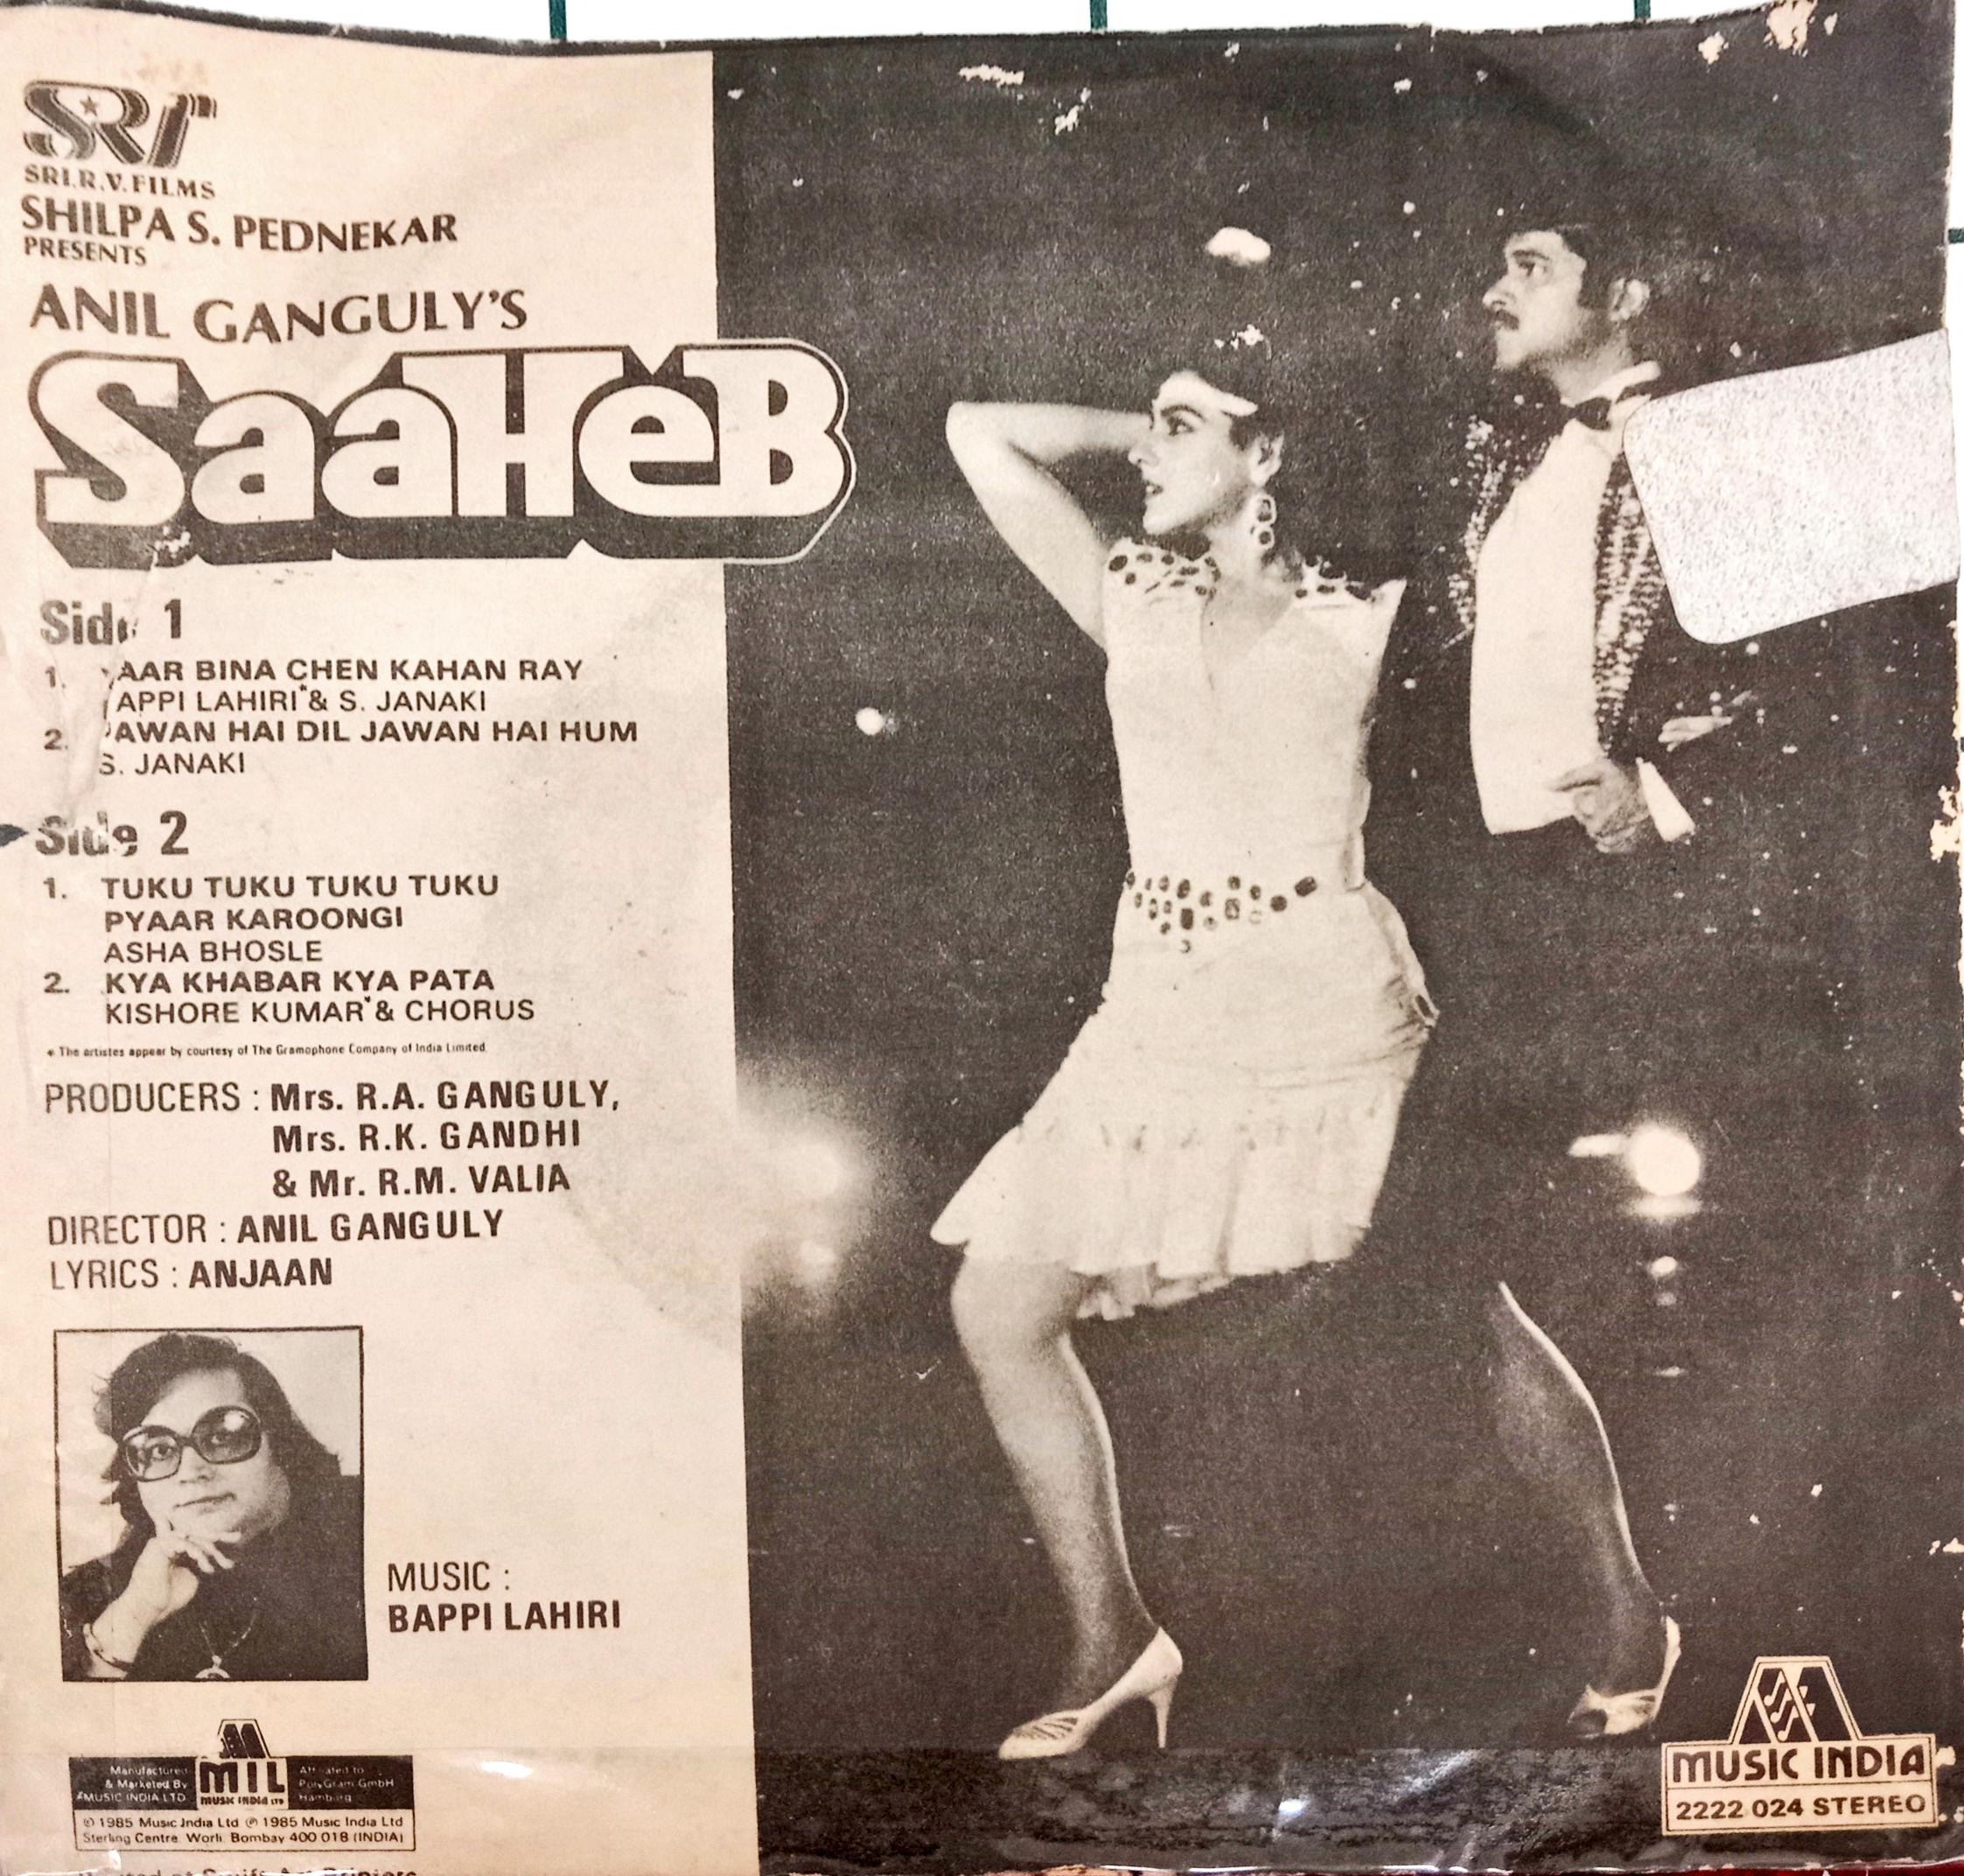 SRI
SRI.R.V.FILMS
SHILPA S. PEDNEKAR
PRESENTS
ANIL GANGULY'S
SaaHeB
Side 1
1. YAAR BINA CHEN KAHAN RAY
BAPPI LAHIRI* & S. JANAKI
2. JAWAN HAI DIL JAWAN HAI HUM
S. JANAKI
Side 2
1. TUKU TUKU TUKU TUKU
PYAAR KAROONGI
ASHA BHOSLE
2. KYA KHABAR KYA PATA
KISHORE KUMAR* & CHORUS
* The artistes appear by courtesy of The Gramophone Company of India Limited.
PRODUCERS : Mrs. R.A. GANGULY,
Mrs. R.K. GANDHI
& Mr. R.M. VALIA
DIRECTOR : ANIL GANGULY
LYRICS : ANJAAN
MUSIC :
BAPPI LAHIRI
Manufactured
& Marketed By
MUSIC INDIA LTD
MIL
MUSIC INDIA LTD
Affiliated to
PolyGram GmbH
Hamburg
© 1985 Music India Ltd ℗ 1985 Music India Ltd
Sterling Centre. Worli. Bombay 400 018 (INDIA)
MUSIC INDIA
2222 024 STEREO